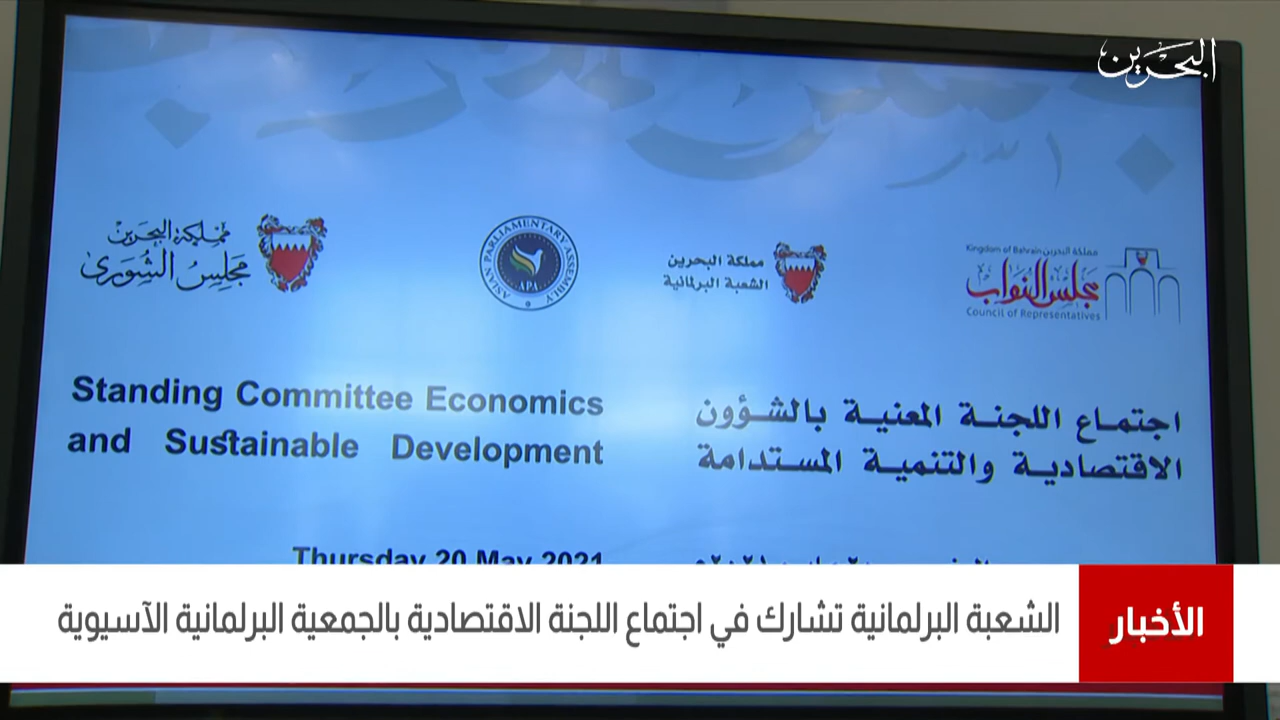 البحرين
مملكة البحرين
مجلس الشورى
ASIAN PARLIAMENTARY ASSEMBLY
APA
مملكة البحرين
الشعبة البرلمانية
Kingdom of Bahrain مملكة البحرين
مجلس النواب
Council of Representatives
Standing Committee Economics
and Sustainable Development
اجتماع اللجنة المعنية بالشؤون
الاقتصادية والتنمية المستدامة
Thursday 20 May 2021
الأخبار
الشعبة البرلمانية تشارك في اجتماع اللجنة الاقتصادية بالجمعية البرلمانية الآسيوية